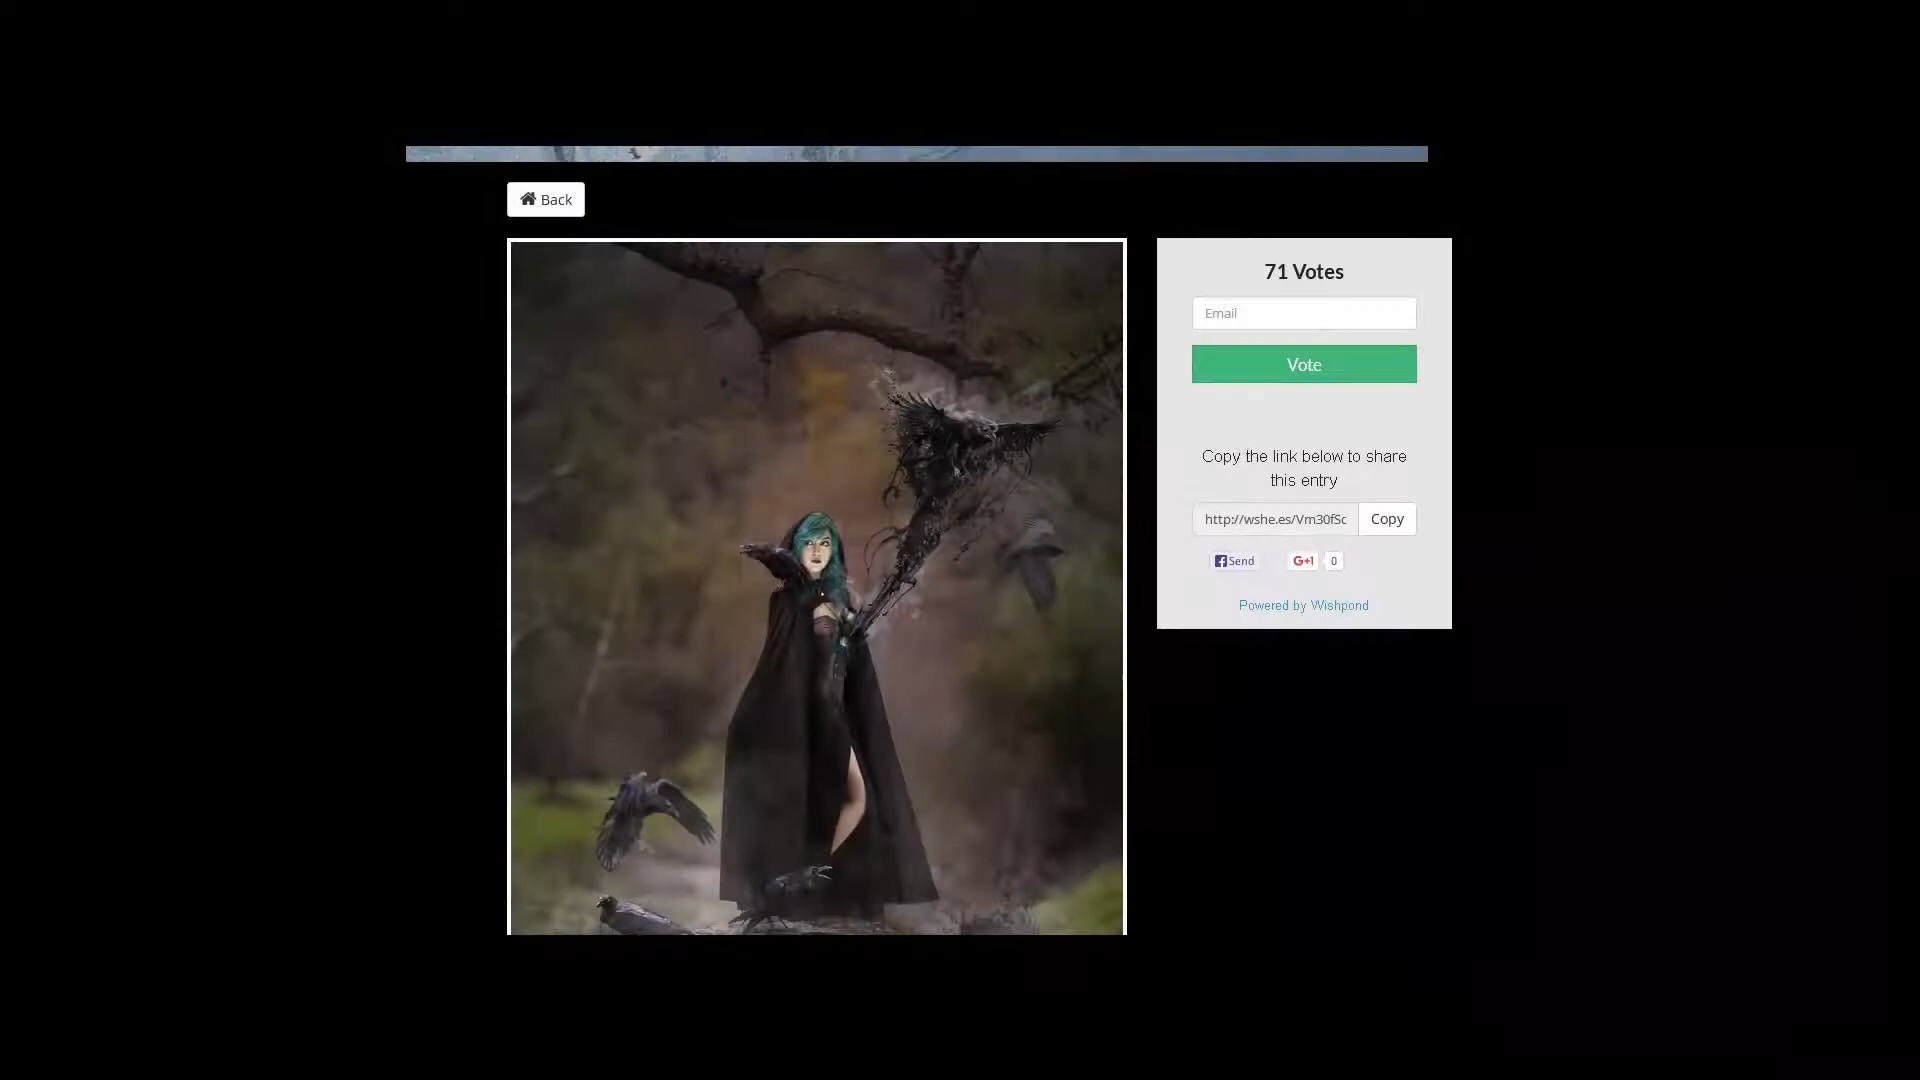 Back
71 Votes
Email
Vote
Copy the link below to share
this entry
http://wshe.es/Vm30fSc
Copy
Send
G+1
0
Powered by Wishpond